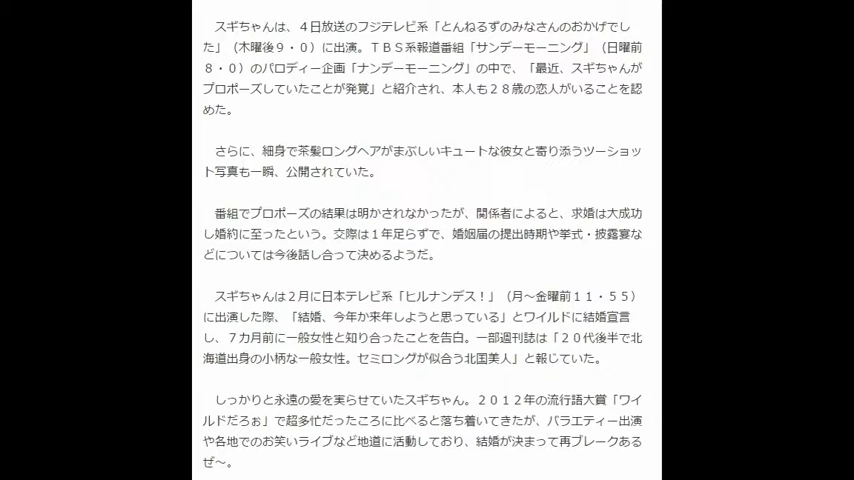 スギちゃんは、４日放送のフジテレビ系「とんねるずのみなさんのおかげでし
た」（木曜後９・０）に出演。ＴＢＳ系報道番組「サンデーモーニング」（日曜前
８・０）のパロディー企画「ナンデーモーニング」の中で、「最近、スギちゃんが
プロポーズしていたことが発覚」と紹介され、本人も２８歳の恋人がいることを認
めた。
さらに、細身で茶髪ロングヘアがまぶしいキュートな彼女と寄り添うツーショッ
ト写真も一瞬、公開されていた。
番組でプロポーズの結果は明かされなかったが、関係者によると、求婚は大成功
し婚約に至ったという。交際は１年足らずで、婚姻届の提出時期や挙式・披露宴な
どについては今後話し合って決めるようだ。
スギちゃんは２月に日本テレビ系「ヒルナンデス！」（月～金曜前１１・５５）
に出演した際、「結婚、今年か来年しようと思っている」とワイルドに結婚宣言
し、７カ月前に一般女性と知り合ったことを告白。一部週刊誌は「２０代後半で北
海道出身の小柄な一般女性。セミロングが似合う北国美人」と報じていた。
しっかりと永遠の愛を実らせていたスギちゃん。２０１２年の流行語大賞「ワイ
ルドだろぉ」で超多忙だったころに比べると落ち着いてきたが、バラエティー出演
や各地でのお笑いライブなど地道に活動しており、結婚が決まって再ブレークある
ぜ～。